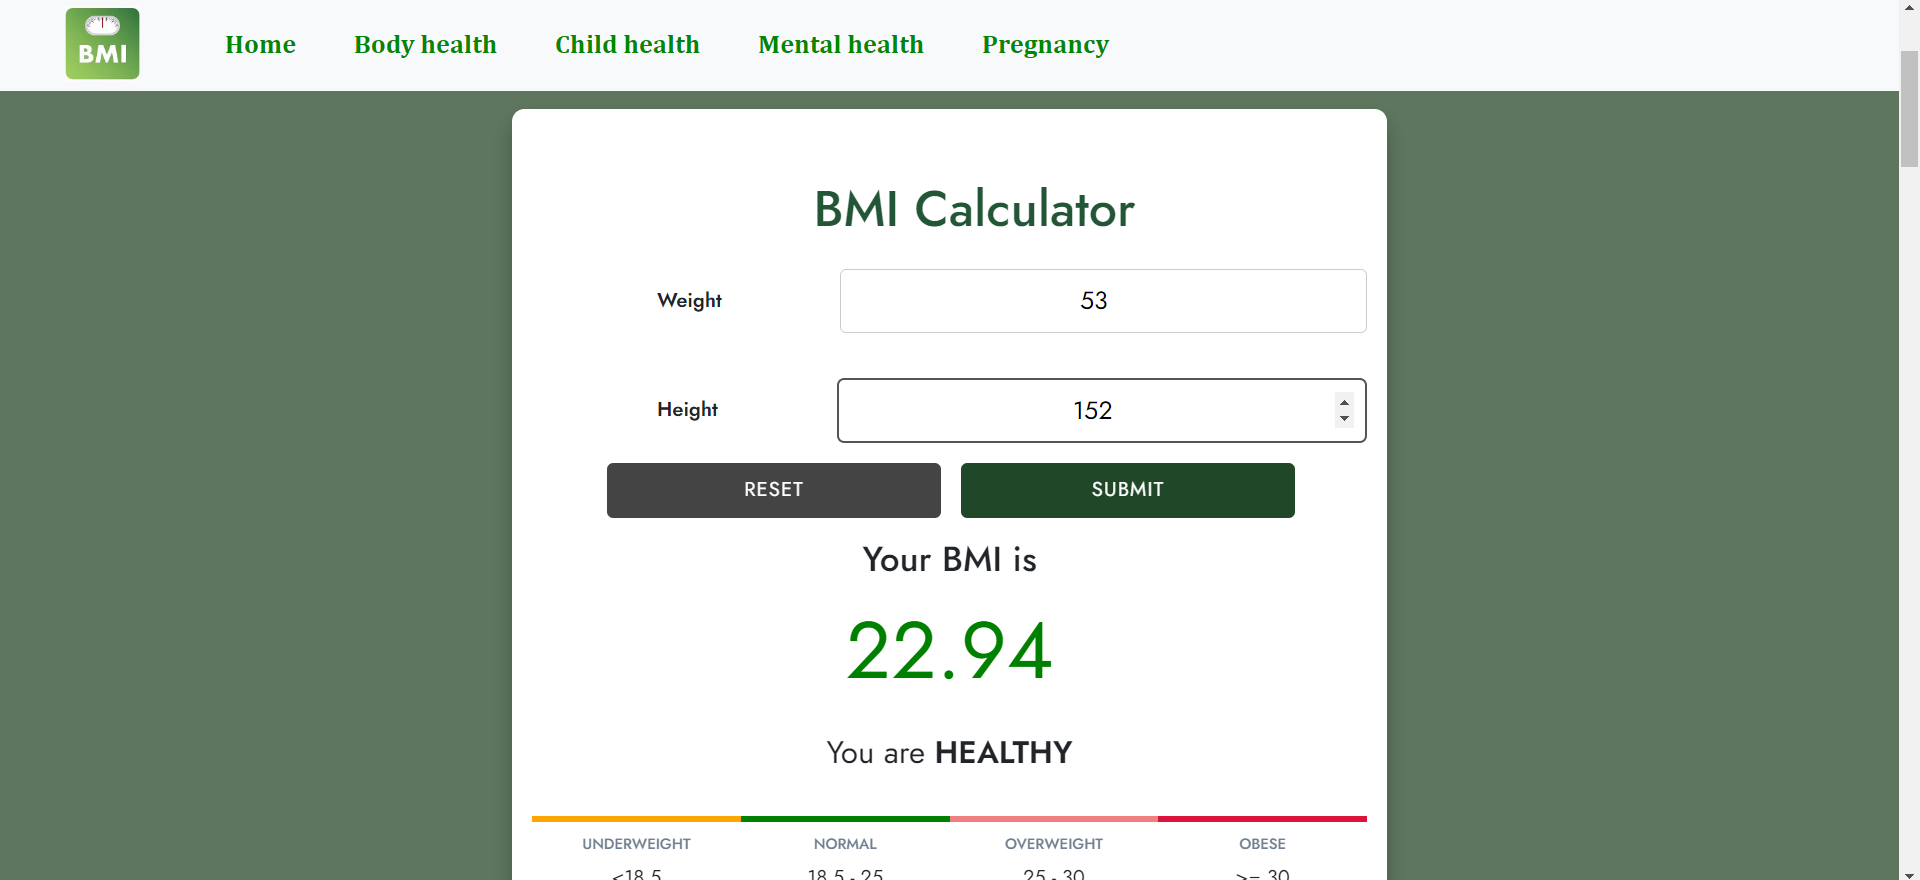 BMI
Home Body health Child health Mental health Pregnancy
BMI Calculator
Weight 53
Height 152
RESET SUBMIT
Your BMI is
22.94
You are HEALTHY
UNDERWEIGHT NORMAL OVERWEIGHT OBESE
<18.5 18.5 - 25 25 - 30 >= 30